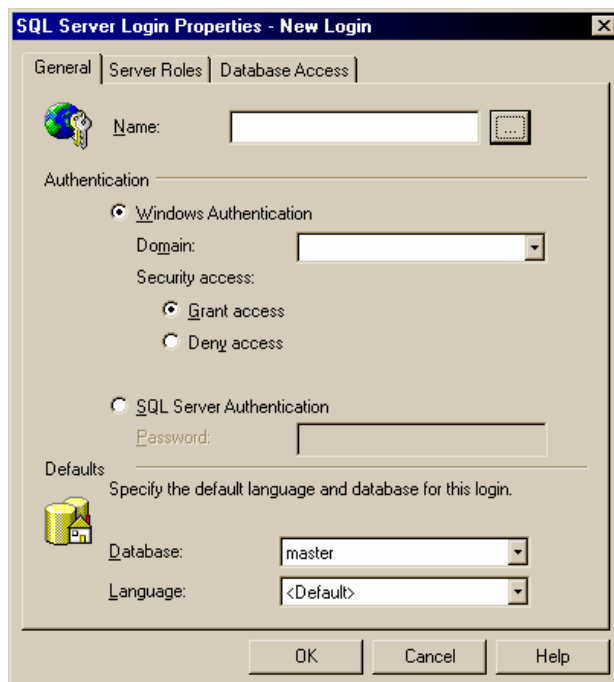 SQL Server Login Properties - New Login
General Server Roles Database Access
Name: ...
Authentication
Windows Authentication
Domain:
Security access:
Grant access
Deny access
SQL Server Authentication
Password:
Defaults
Specify the default language and database for this login.
Database: master
Language: <Default>
OK Cancel Help